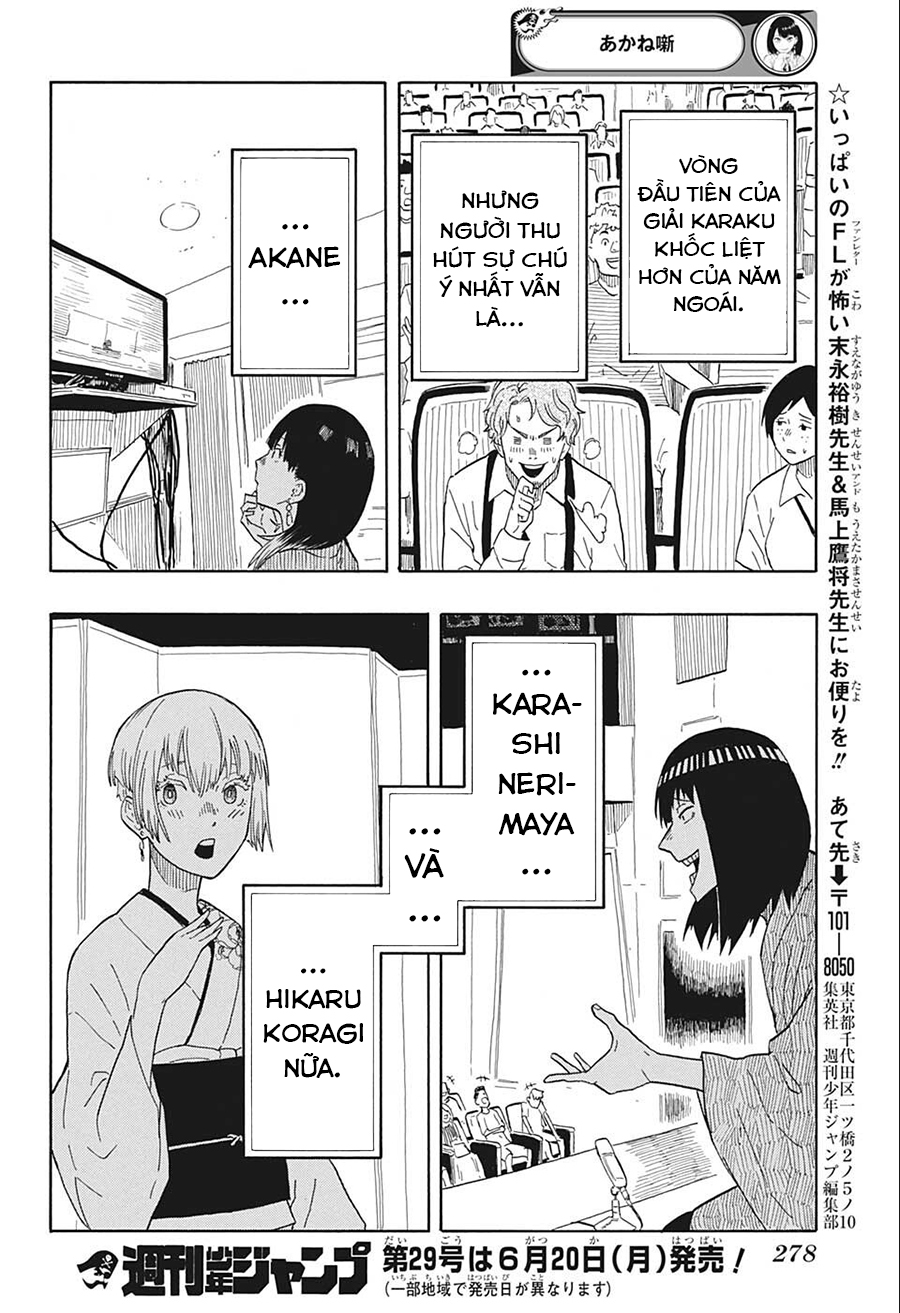 あかね噺
VÒNG
ĐẦU TIÊN CỦA
GIẢI KARAKU
KHỐC LIỆT
HƠN CỦA NĂM
NGOÁI.
NHƯNG
NGƯỜI THU
HÚT SỰ CHÚ
Ý NHẤT VẪN
LÀ...
...
AKANE
...
...
KARA-
SHI
NERI-
MAYA
...
...
VÀ
...
...
HIKARU
KORAGI
NỮA.
☆いっぱいのFLが怖い末永裕樹先生&馬上鷹将先生にお便りを!! あて先➡〒101―8050
ファンレター こわ すえながゆうき せんせい アンド もうえたかまさせんせい たよ さき
東京都千代田区一ツ橋2ノ5ノ10
集英社 週刊少年ジャンプ編集部
278
週刊少年ジャンプ
だい ごう がつ か はつばい
第29号は6月20日(月)発売!
いちぶちいき はつばいび こと
(一部地域で発売日が異なります)